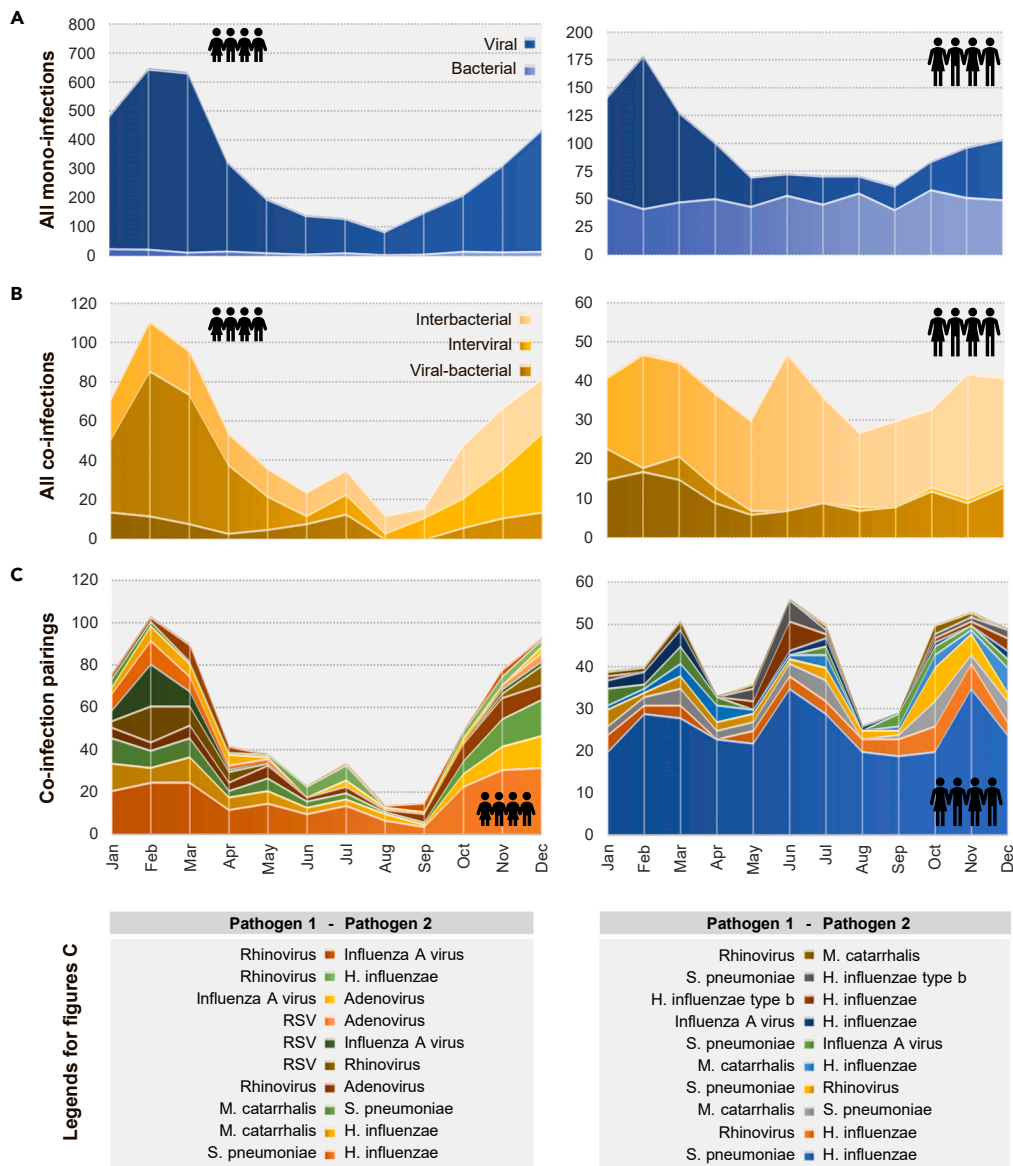 A
All mono-infections
800
700
600
500
400
300
200
100
0
Viral
Bacterial
200
175
150
125
100
75
50
25
0
B
All co-infections
120
100
80
60
40
20
0
Interbacterial
Interviral
Viral-bacterial
60
50
40
30
20
10
0
C
Co-infection pairings
120
100
80
60
40
20
0
Jan Feb Mar Apr May Jun Jul Aug Sep Oct Nov Dec
60
50
40
30
20
10
0
Jan Feb Mar Apr May Jun Jul Aug Sep Oct Nov Dec
Legends for figures C
Pathogen 1 - Pathogen 2
Rhinovirus Influenza A virus
Rhinovirus H. influenzae
Influenza A virus Adenovirus
RSV Adenovirus
RSV Influenza A virus
RSV Rhinovirus
Rhinovirus Adenovirus
M. catarrhalis S. pneumoniae
M. catarrhalis H. influenzae
S. pneumoniae H. influenzae
Pathogen 1 - Pathogen 2
Rhinovirus M. catarrhalis
S. pneumoniae H. influenzae type b
H. influenzae type b H. influenzae
Influenza A virus H. influenzae
S. pneumoniae Influenza A virus
M. catarrhalis H. influenzae
S. pneumoniae Rhinovirus
M. catarrhalis S. pneumoniae
Rhinovirus H. influenzae
S. pneumoniae H. influenzae